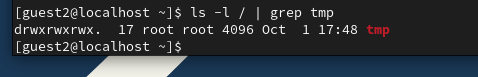 [guest2@localhost ~]$ ls -l / | grep tmp
drwxrwxrwx.  17 root root 4096 Oct  1 17:48 tmp
[guest2@localhost ~]$